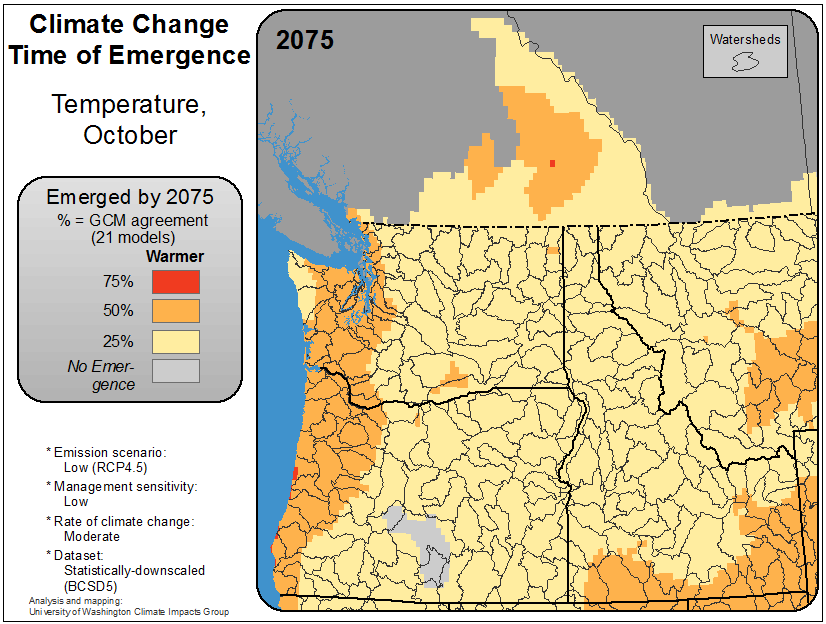 Climate Change
Time of Emergence
Temperature,
October
Emerged by 2075
% = GCM agreement
(21 models)
Warmer
75%
50%
25%
No Emer-
gence
* Emission scenario:
Low (RCP4.5)
* Management sensitivity:
Low
* Rate of climate change:
Moderate
* Dataset:
Statistically-downscaled
(BCSD5)
Analysis and mapping:
University of Washington Climate Impacts Group
2075
Watersheds